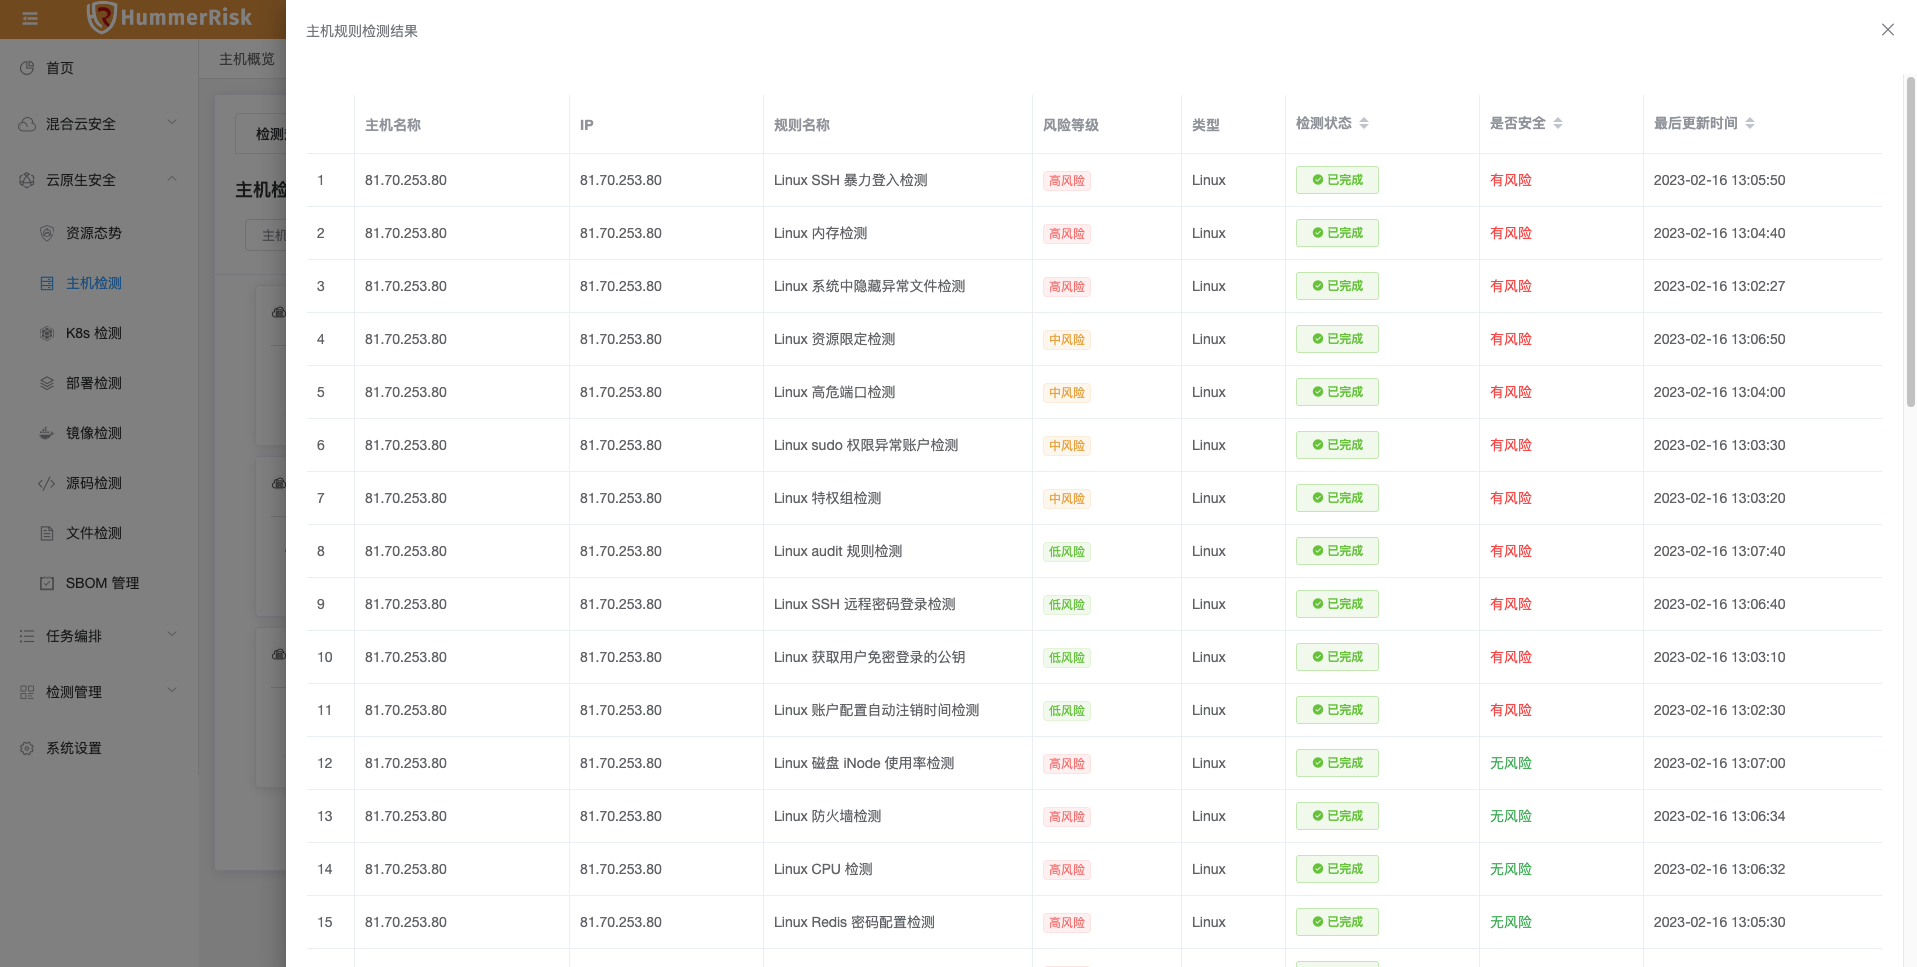 HummerRisk
首页
混合云安全
云原生安全
资源态势
主机检测
K8s 检测
部署检测
镜像检测
源码检测
文件检测
SBOM 管理
任务编排
检测管理
系统设置
主机概览
检测
主机检
主机
主机规则检测结果
主机名称 IP 规则名称 风险等级 类型 检测状态 是否安全 最后更新时间
1 81.70.253.80 81.70.253.80 Linux SSH 暴力登入检测 高风险 Linux 已完成 有风险 2023-02-16 13:05:50
2 81.70.253.80 81.70.253.80 Linux 内存检测 高风险 Linux 已完成 有风险 2023-02-16 13:04:40
3 81.70.253.80 81.70.253.80 Linux 系统中隐藏异常文件检测 高风险 Linux 已完成 有风险 2023-02-16 13:02:27
4 81.70.253.80 81.70.253.80 Linux 资源限定检测 中风险 Linux 已完成 有风险 2023-02-16 13:06:50
5 81.70.253.80 81.70.253.80 Linux 高危端口检测 中风险 Linux 已完成 有风险 2023-02-16 13:04:00
6 81.70.253.80 81.70.253.80 Linux sudo 权限异常账户检测 中风险 Linux 已完成 有风险 2023-02-16 13:03:30
7 81.70.253.80 81.70.253.80 Linux 特权组检测 中风险 Linux 已完成 有风险 2023-02-16 13:03:20
8 81.70.253.80 81.70.253.80 Linux audit 规则检测 低风险 Linux 已完成 有风险 2023-02-16 13:07:40
9 81.70.253.80 81.70.253.80 Linux SSH 远程密码登录检测 低风险 Linux 已完成 有风险 2023-02-16 13:06:40
10 81.70.253.80 81.70.253.80 Linux 获取用户免密登录的公钥 低风险 Linux 已完成 有风险 2023-02-16 13:03:10
11 81.70.253.80 81.70.253.80 Linux 账户配置自动注销时间检测 低风险 Linux 已完成 有风险 2023-02-16 13:02:30
12 81.70.253.80 81.70.253.80 Linux 磁盘 iNode 使用率检测 高风险 Linux 已完成 无风险 2023-02-16 13:07:00
13 81.70.253.80 81.70.253.80 Linux 防火墙检测 高风险 Linux 已完成 无风险 2023-02-16 13:06:34
14 81.70.253.80 81.70.253.80 Linux CPU 检测 高风险 Linux 已完成 无风险 2023-02-16 13:06:32
15 81.70.253.80 81.70.253.80 Linux Redis 密码配置检测 高风险 Linux 已完成 无风险 2023-02-16 13:05:30